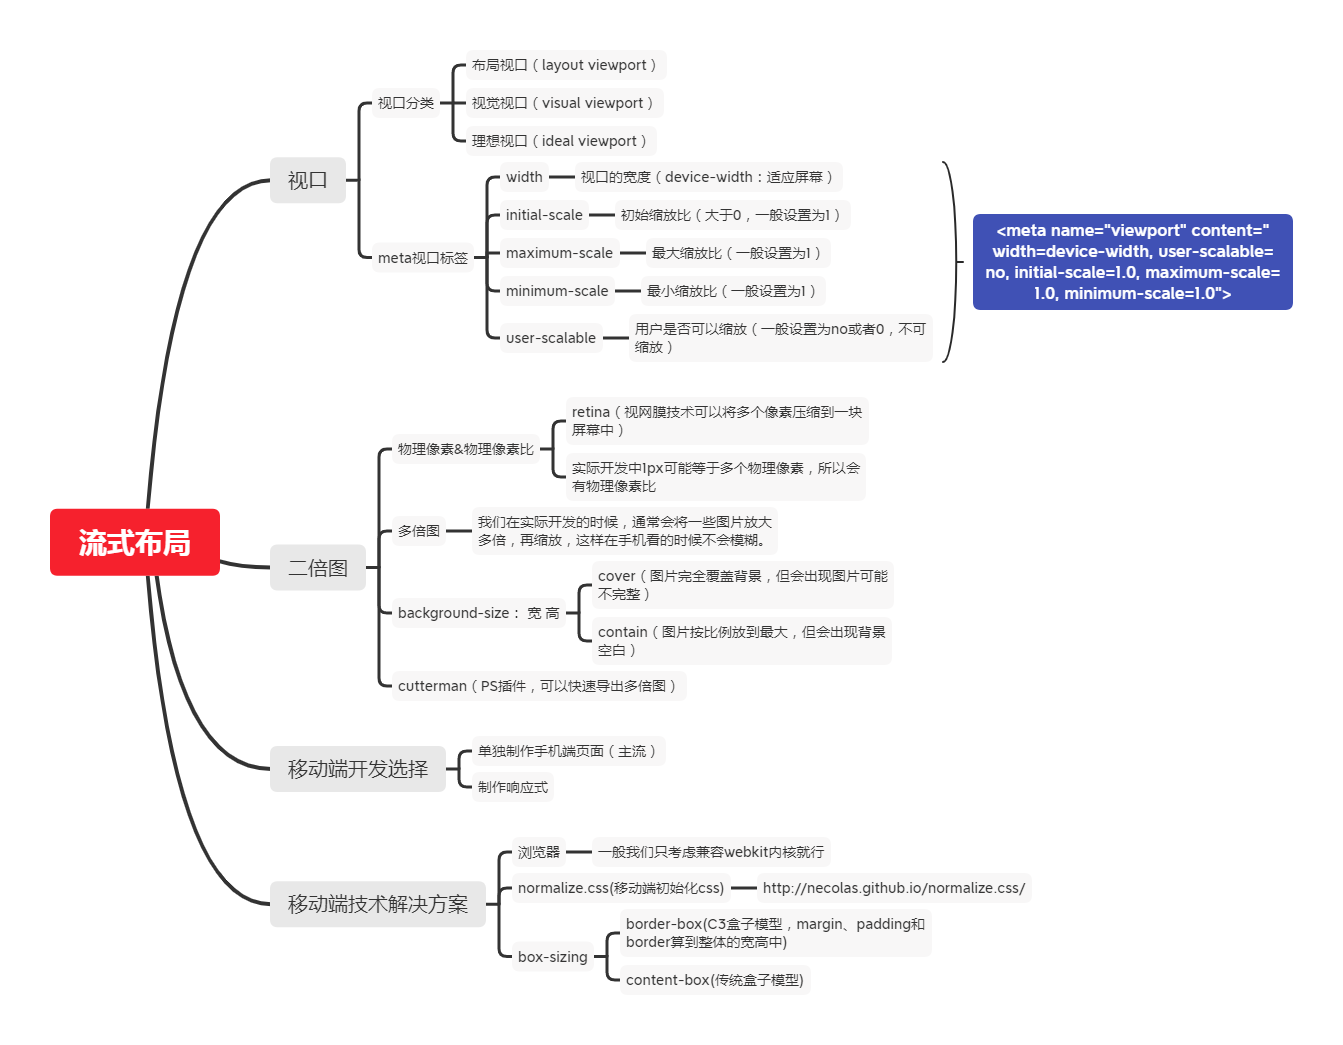 流式布局
视口
视口分类
布局视口（layout viewport）
视觉视口（visual viewport）
理想视口（ideal viewport）
meta视口标签
width
视口的宽度（device-width：适应屏幕）
initial-scale
初始缩放比（大于0，一般设置为1）
maximum-scale
最大缩放比（一般设置为1）
minimum-scale
最小缩放比（一般设置为1）
user-scalable
用户是否可以缩放（一般设置为no或者0，不可
缩放）
<meta name="viewport" content="
width=device-width, user-scalable=
no, initial-scale=1.0, maximum-scale=
1.0, minimum-scale=1.0">
二倍图
物理像素&物理像素比
retina（视网膜技术可以将多个像素压缩到一块
屏幕中）
实际开发中1px可能等于多个物理像素，所以会
有物理像素比
多倍图
我们在实际开发的时候，通常会将一些图片放大
多倍，再缩放，这样在手机看的时候不会模糊。
background-size： 宽 高
cover（图片完全覆盖背景，但会出现图片可能
不完整）
contain（图片按比例放到最大，但会出现背景
空白）
cutterman（PS插件，可以快速导出多倍图）
移动端开发选择
单独制作手机端页面（主流）
制作响应式
移动端技术解决方案
浏览器
一般我们只考虑兼容webkit内核就行
normalize.css(移动端初始化css)
http://necolas.github.io/normalize.css/
box-sizing
border-box(C3盒子模型，margin、padding和
border算到整体的宽高中)
content-box(传统盒子模型)